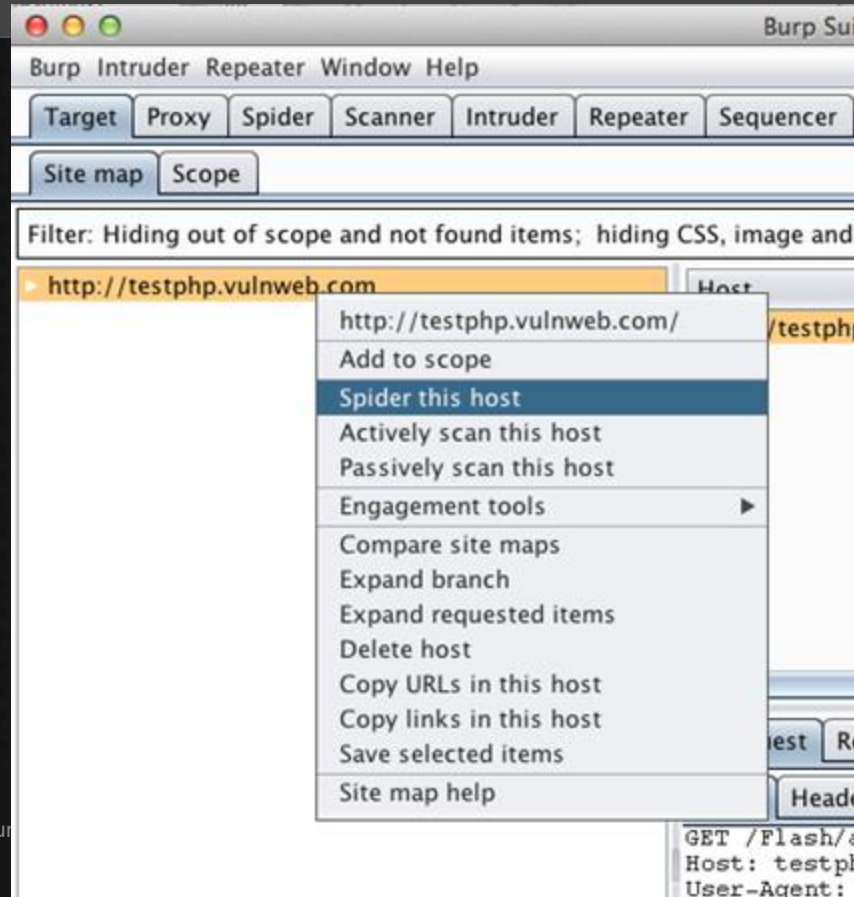 Burp Sui
Burp Intruder Repeater Window Help
Target Proxy Spider Scanner Intruder Repeater Sequencer
Site map Scope
Filter: Hiding out of scope and not found items; hiding CSS, image and
http://testphp.vulnweb.com
Host
/testph
http://testphp.vulnweb.com/
Add to scope
Spider this host
Actively scan this host
Passively scan this host
Engagement tools
Compare site maps
Expand branch
Expand requested items
Delete host
Copy URLs in this host
Copy links in this host
Save selected items
Site map help
uest R
Heade
GET /Flash/a
Host: testph
User-Agent: